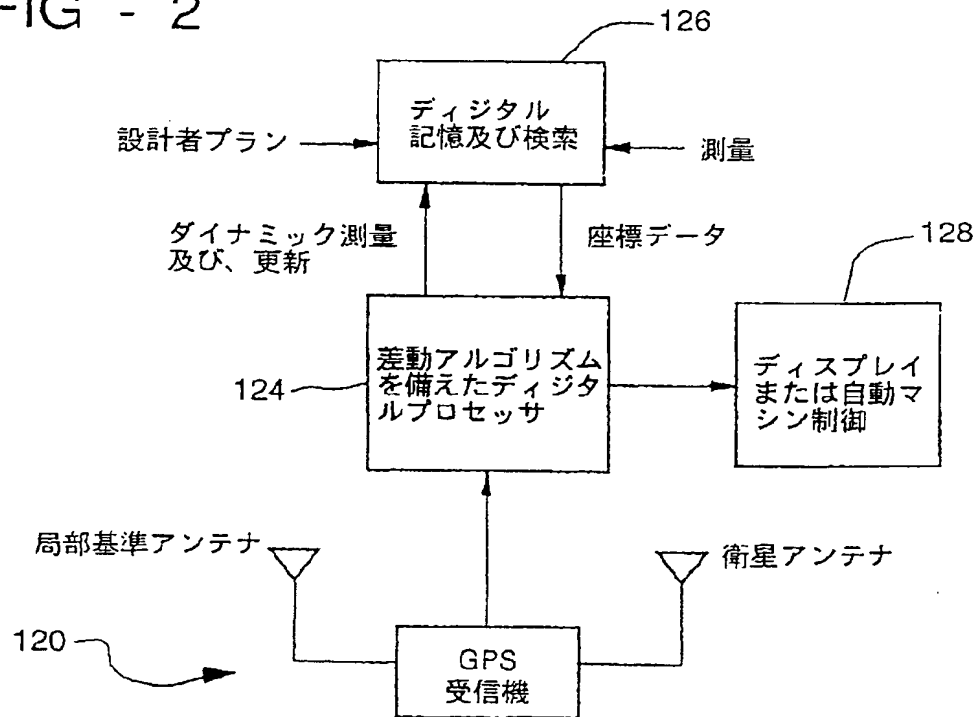 FIG - 2
126
ディジタル
記憶及び検索
設計者プラン
測量
ダイナミック測量
及び、更新
座標データ
128
差動アルゴリズム
を備えたディジタ
ルプロセッサ
124
ディスプレイ
または自動マ
シン制御
局部基準アンテナ
衛星アンテナ
120
GPS
受信機